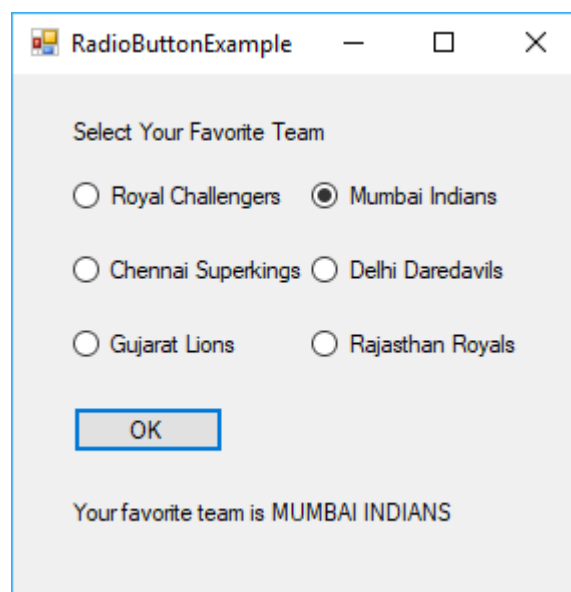 RadioButtonExample
Select Your Favorite Team
Royal Challengers Mumbai Indians
Chennai Superkings Delhi Daredavils
Gujarat Lions Rajasthan Royals
OK
Your favorite team is MUMBAI INDIANS